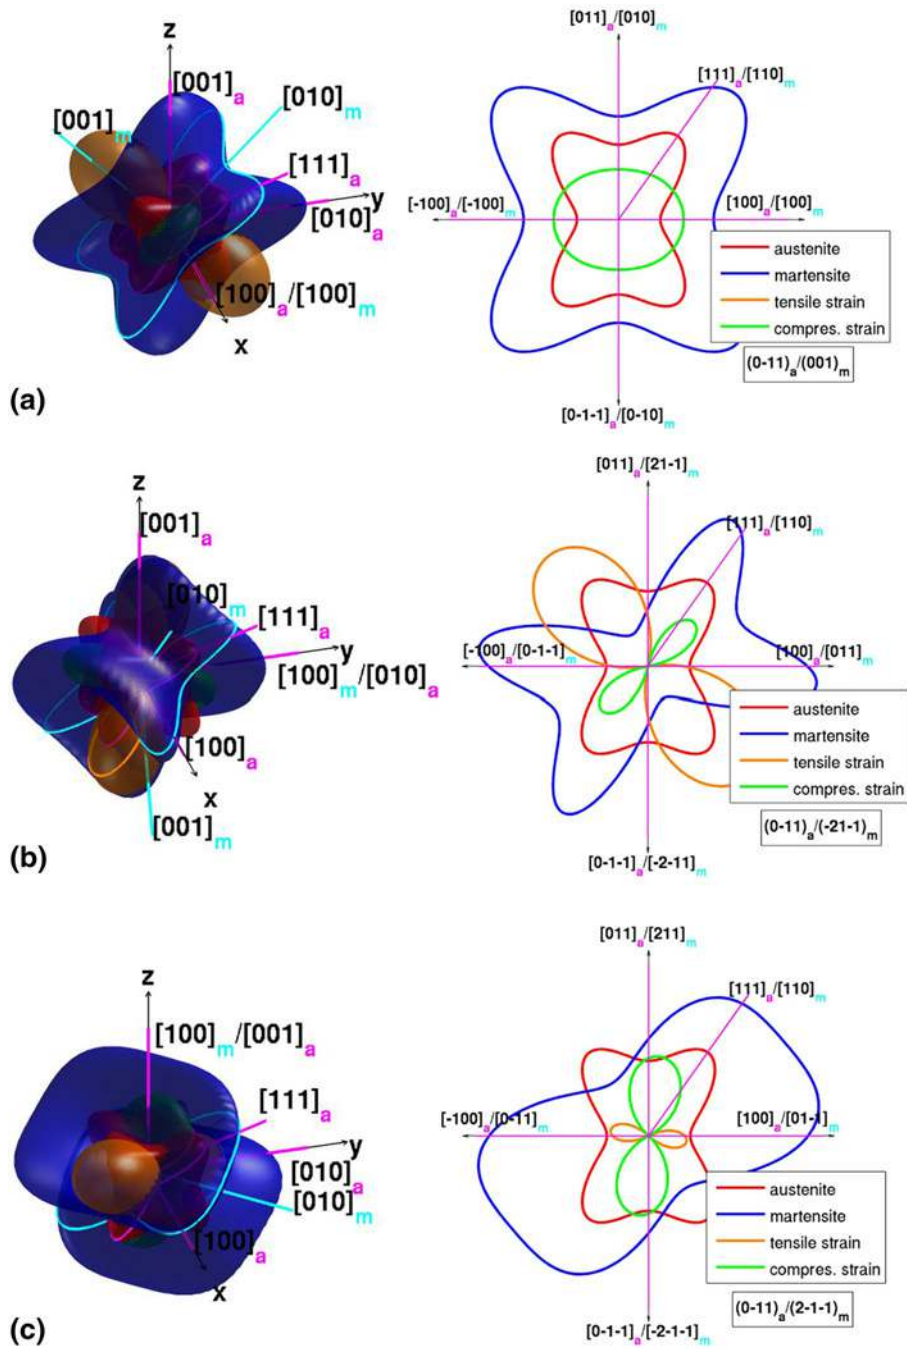 z
[001]a
[010]m
[001]m
[111]a
y
[010]a
[100]a/[100]m
x
(a)
[011]a/[010]m
[111]a/[110]m
[-100]a/[-100]m
[100]a/[100]m
austenite
martensite
tensile strain
compres. strain
(0-11)a/(001)m
[0-1-1]a/[0-10]m
z
[001]a
[010]m
[111]a
y
[100]m/[010]a
[100]a
x
[001]m
(b)
[011]a/[21-1]m
[111]a/[110]m
[-100]a/[0-1-1]m
[100]a/[011]m
austenite
martensite
tensile strain
compres. strain
(0-11)a/(-21-1)m
[0-1-1]a/[-2-11]m
z
[100]m/[001]a
[111]a
y
[010]a
[010]m
[100]a
x
(c)
[011]a/[211]m
[111]a/[110]m
[-100]a/[0-11]m
[100]a/[01-1]m
austenite
martensite
tensile strain
compres. strain
(0-11)a/(2-1-1)m
[0-1-1]a/[-2-1-1]m